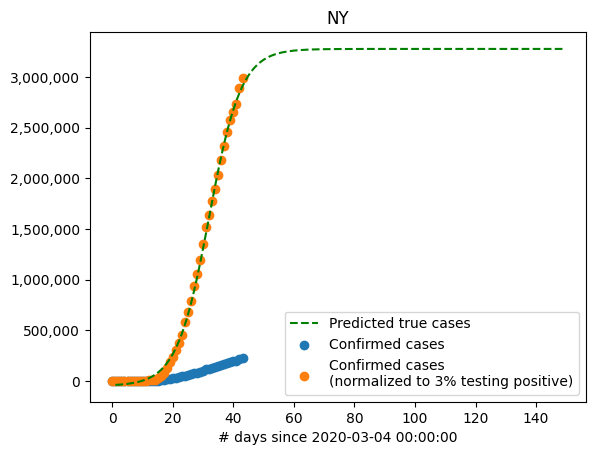 NY
3,000,000
2,500,000
2,000,000
1,500,000
1,000,000
500,000
0
0 20 40 60 80 100 120 140
# days since 2020-03-04 00:00:00
Predicted true cases
Confirmed cases
Confirmed cases
(normalized to 3% testing positive)